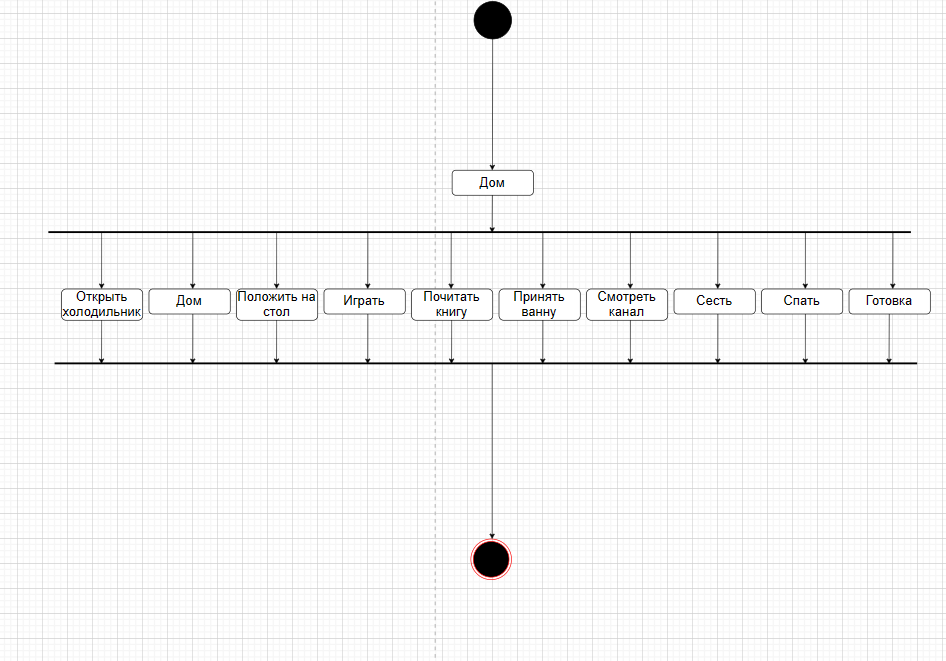 Дом
Открыть
холодильник
Дом
Положить на
стол
Играть
Почитать
книгу
Принять
ванну
Смотреть
канал
Сесть
Спать
Готовка